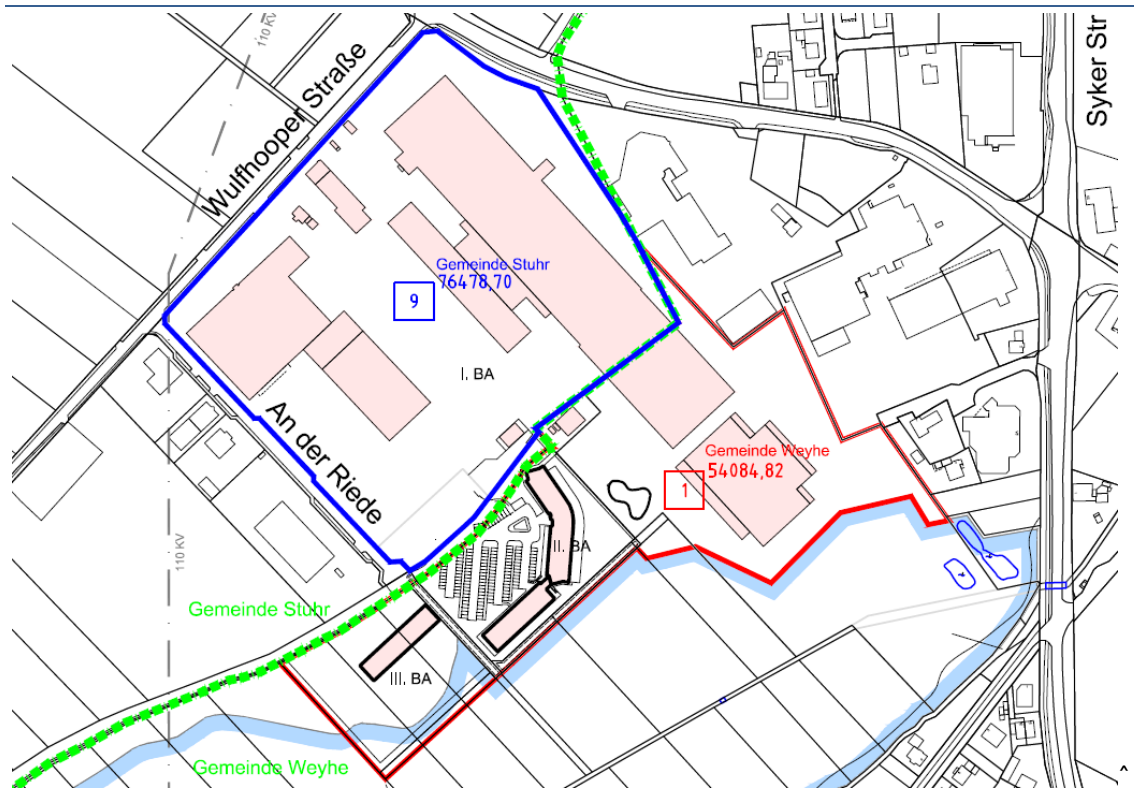 110 KV
Wulfhooper Straße
Syker Str
Gemeinde Stuhr
76478,70
9
I. BA
An der Riede
Gemeinde Weyhe
54084,82
1
II. BA
110 KV
Gemeinde Stuhr
III. BA
Gemeinde Weyhe